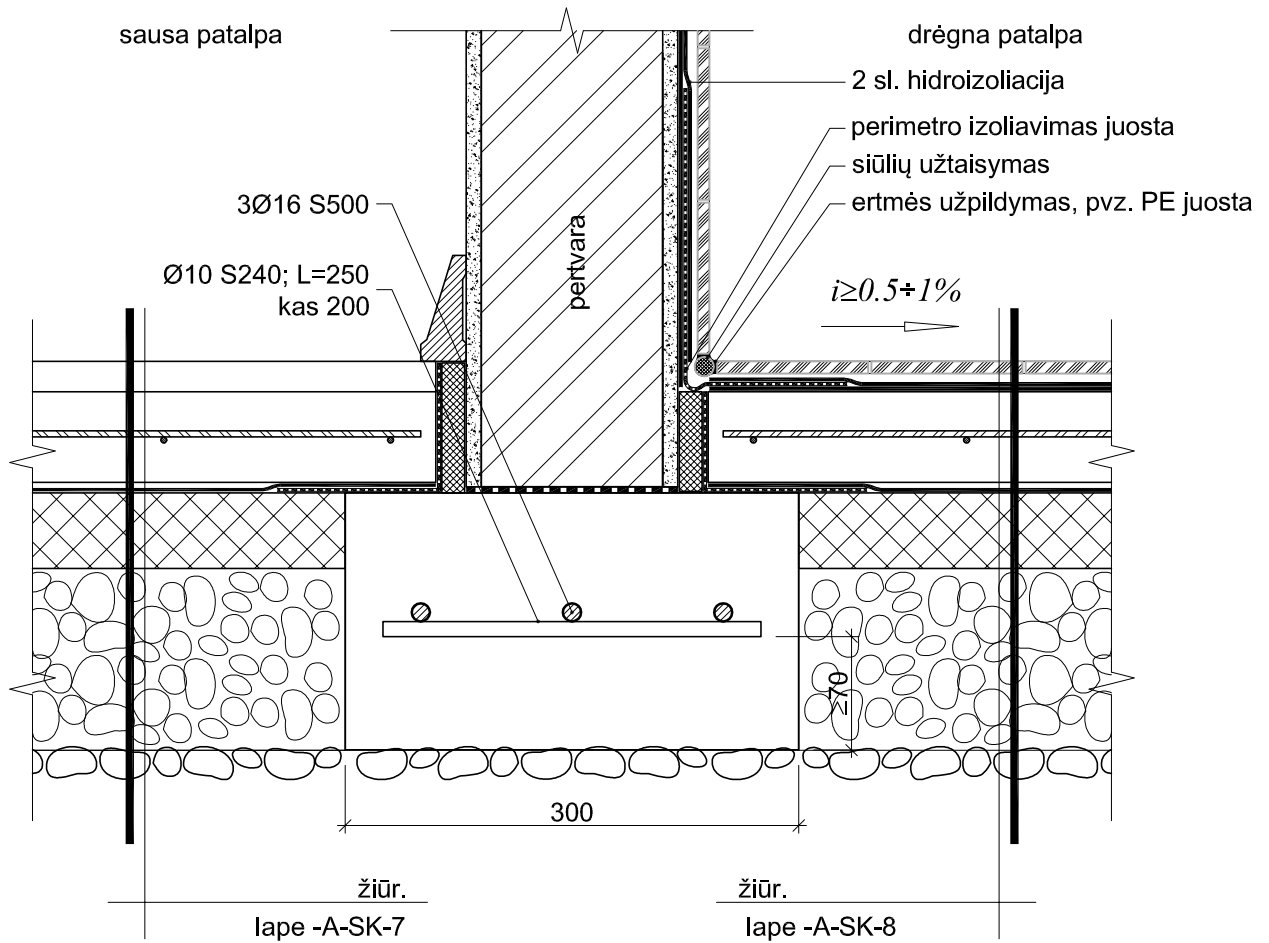 sausa patalpa
drėgna patalpa
2 sl. hidroizoliacija
perimetro izoliavimas juosta
siūlių užtaisymas
ertmės užpildymas, pvz. PE juosta
3Ø16 S500
Ø10 S240; L=250
kas 200
pertvara
i≥0.5÷1%
≥70
300
žiūr.
lape -A-SK-7
žiūr.
lape -A-SK-8